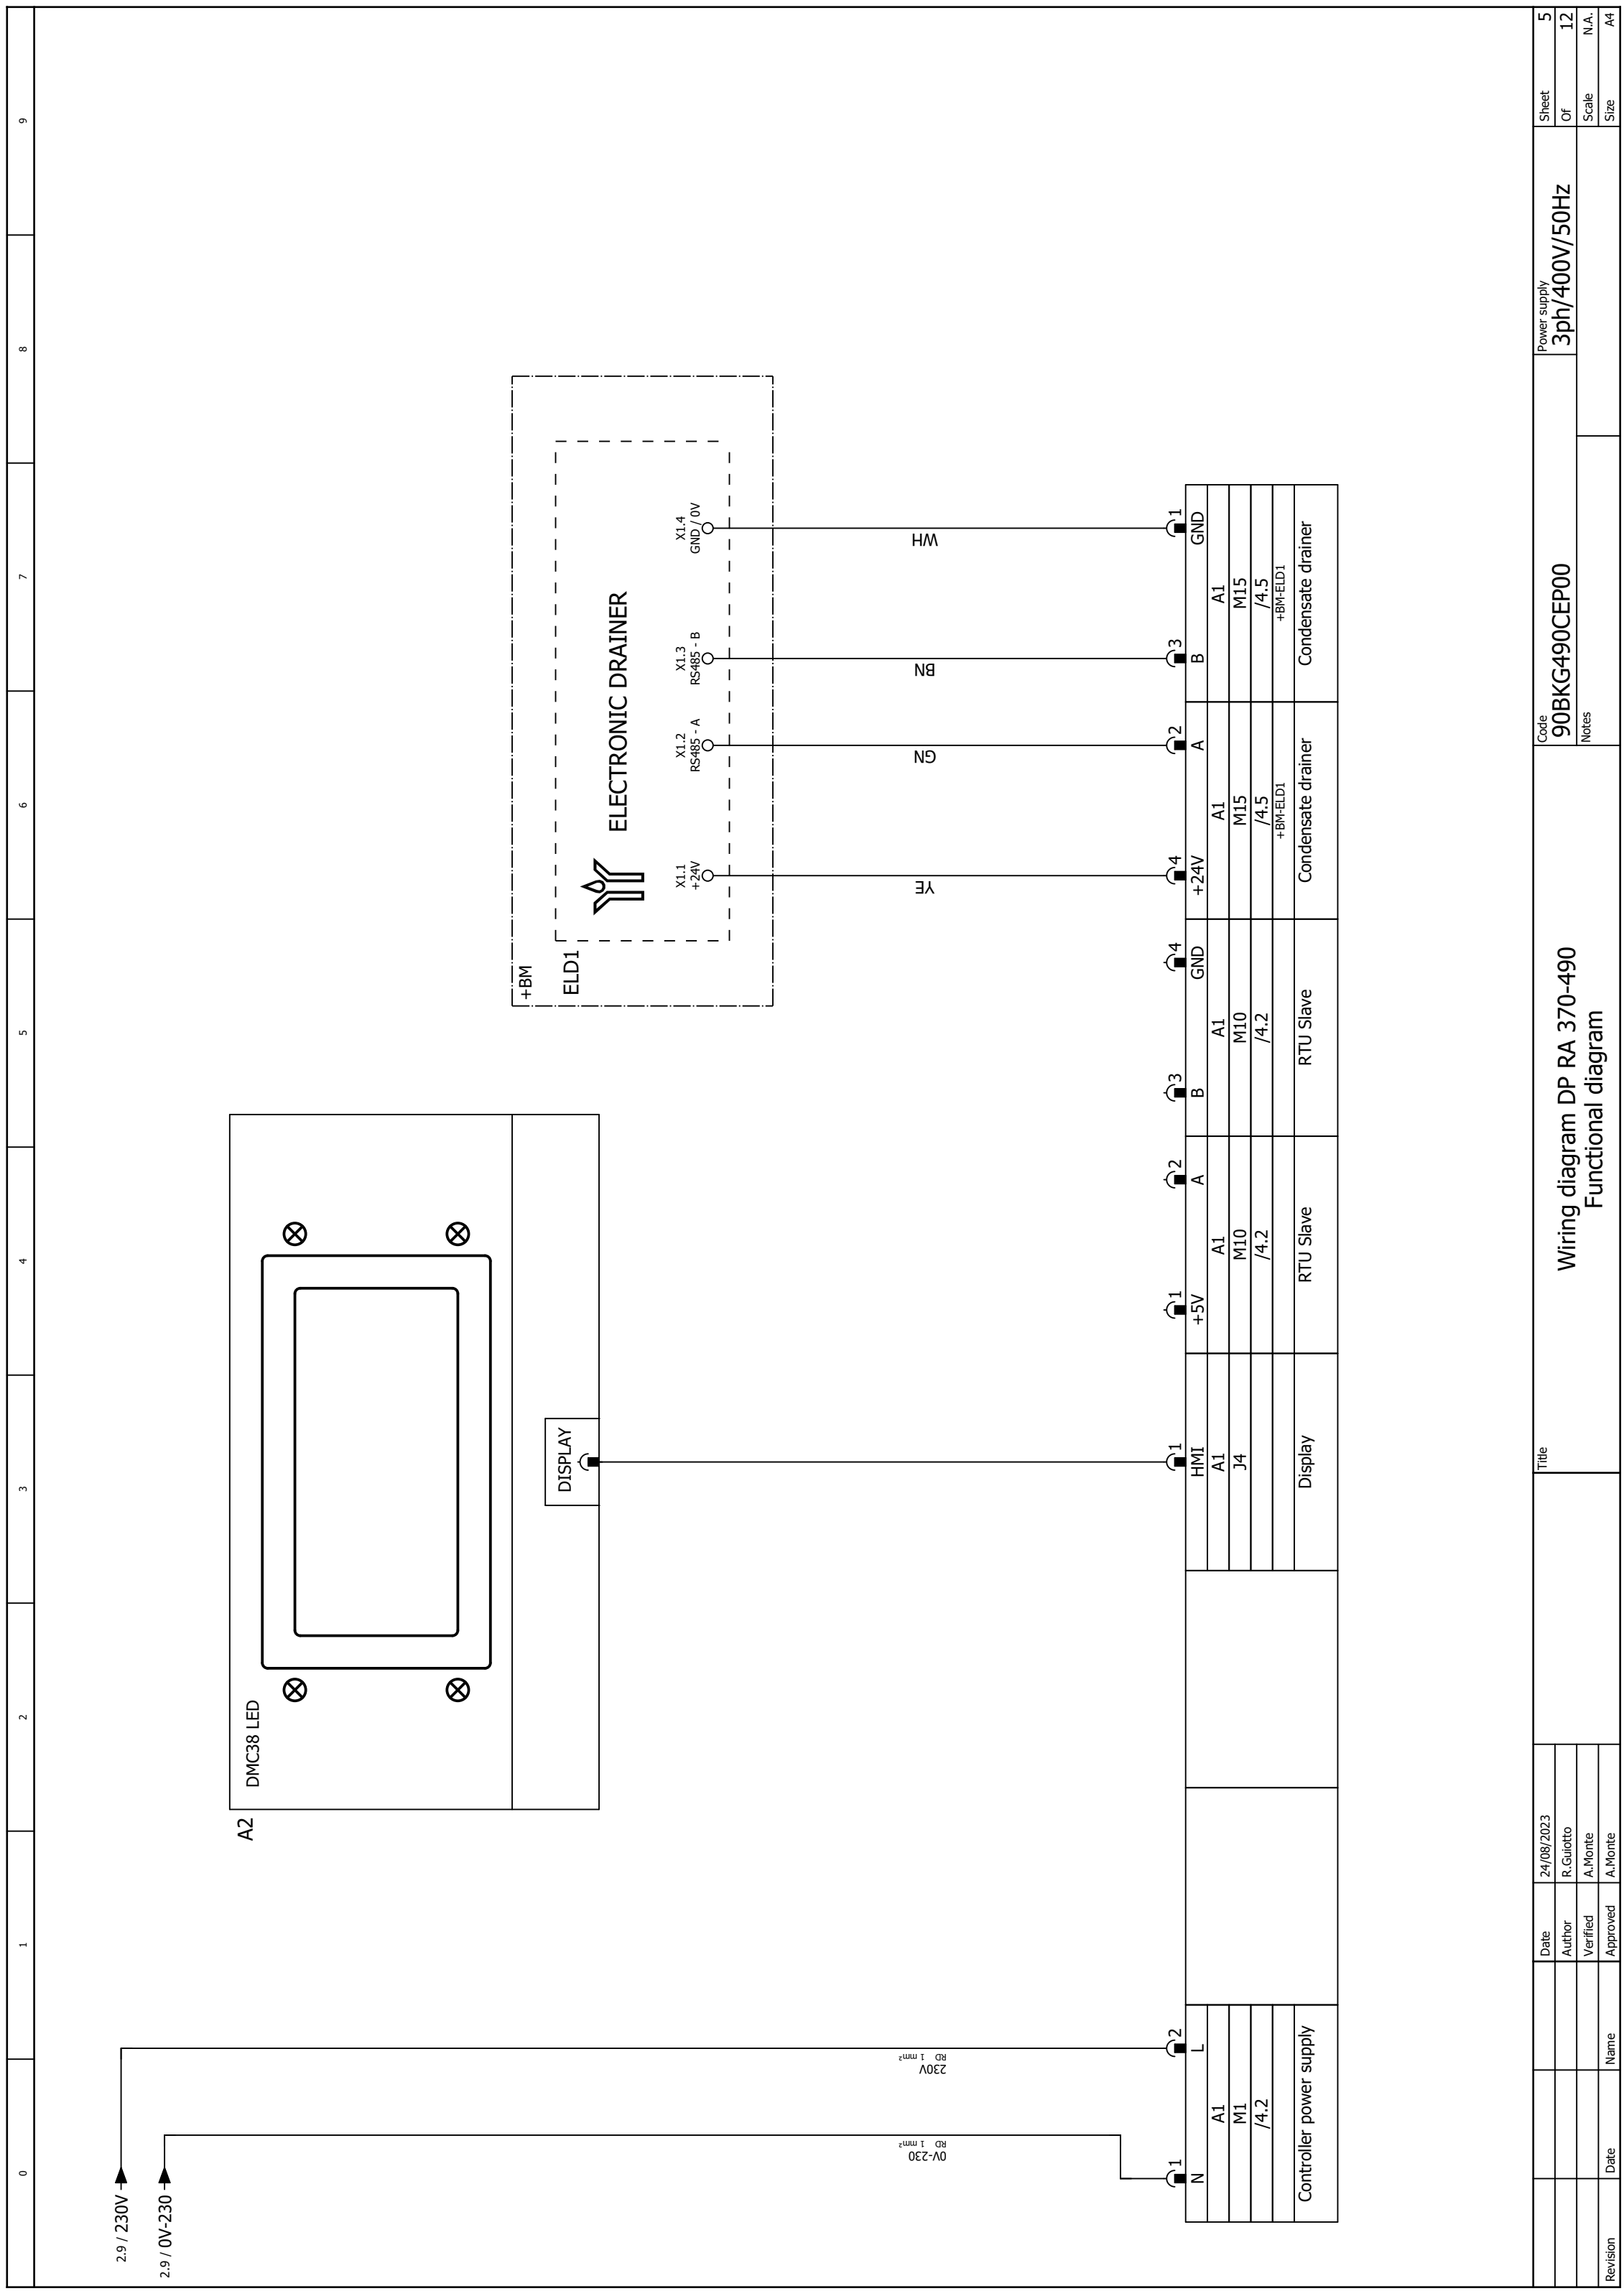 0 1 2 3 4 5 6 7 8 9
2.9 / 230V
2.9 / 0V-230
A2
DMC38 LED
DISPLAY
+BM
ELD1
ELECTRONIC DRAINER
X1.1
+24V
X1.2
RS485 - A
X1.3
RS485 - B
X1.4
GND / 0V
0V-230
RD 1 mm²
230V
RD 1 mm²
YE
GN
BN
WH
1 2 1 1 2 3 4 4 2 3 1
N L HMI +5V A B GND +24V A B GND
A1 A1 A1 A1 A1 A1
M1 J4 M10 M10 M15 M15
/4.2 /4.2 /4.2 /4.5 /4.5
+BM-ELD1 +BM-ELD1
Controller power supply Display RTU Slave RTU Slave Condensate drainer Condensate drainer
Revision Date Name
Date 24/08/2023
Author R.Guiotto
Verified A.Monte
Approved A.Monte
Title
Wiring diagram DP RA 370-490
Functional diagram
Code
90BKG490CEP00
Notes
Power supply
3ph/400V/50Hz
Sheet 5
Of 12
Scale N.A.
Size A4